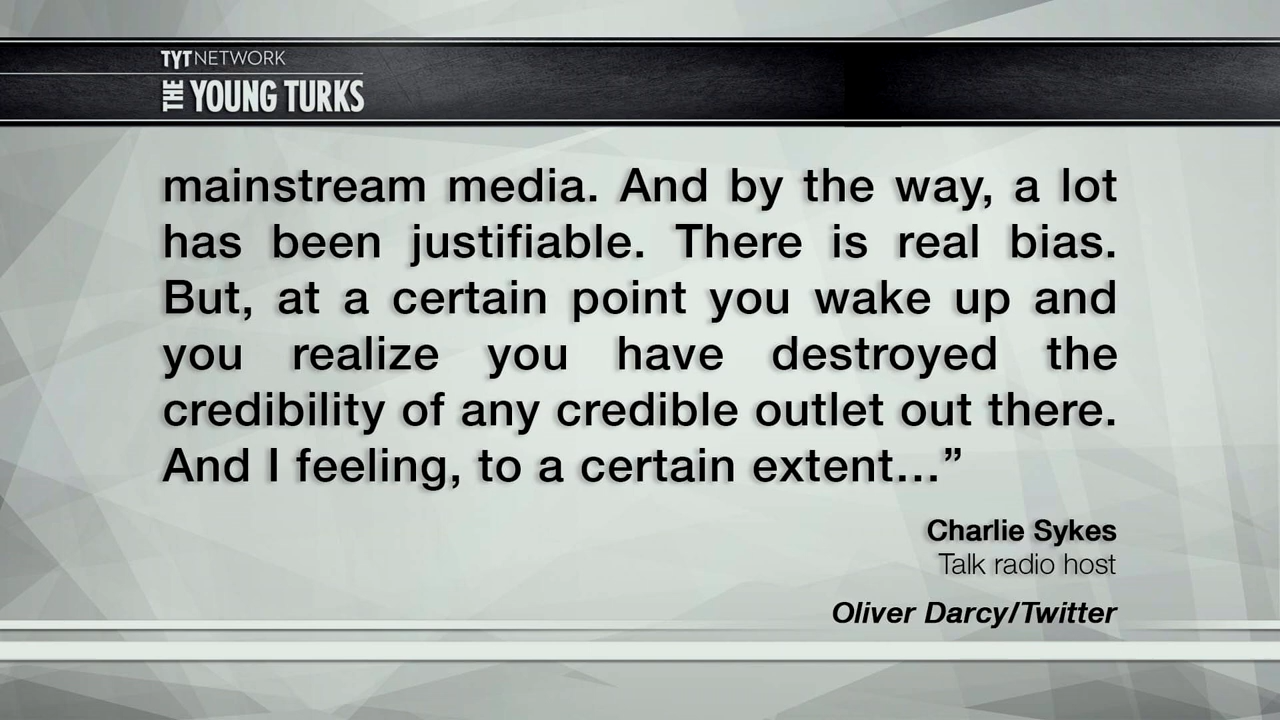 TYT NETWORK
THE YOUNG TURKS
mainstream media. And by the way, a lot
has been justifiable. There is real bias.
But, at a certain point you wake up and
you realize you have destroyed the
credibility of any credible outlet out there.
And I feeling, to a certain extent...”
Charlie Sykes
Talk radio host
Oliver Darcy/Twitter